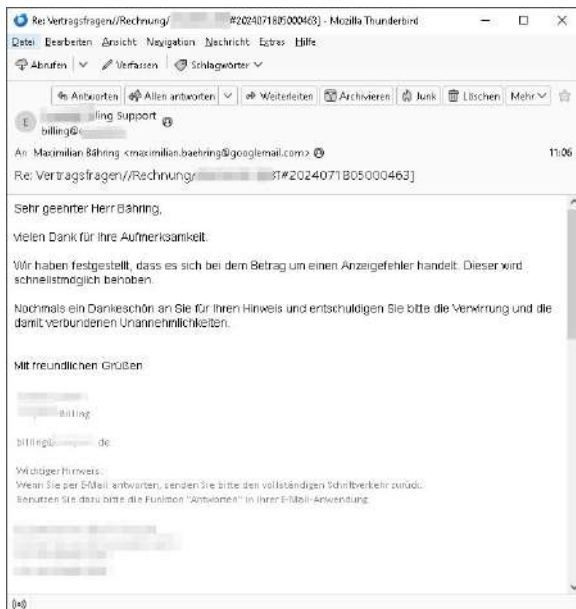 Re: Vertragsfragen//Rechnung/ #2024071805000463] - Mozilla Thunderbird
Datei Bearbeiten Ansicht Navigation Nachricht Extras Hilfe
Abrufen Verfassen Schlagwörter
Antworten Allen antworten Weiterleiten Archivieren Junk Löschen Mehr
E ling Support
billing@
An Maximilian Bähring <maximilian.baehring@googlemail.com> 11:06
Re: Vertragsfragen//Rechnung/ T#2024071805000463]
Sehr geehrter Herr Bähring,
vielen Dank für Ihre Aufmerksamkeit.
Wir haben festgestellt, dass es sich bei dem Betrag um einen Anzeigefehler handelt. Dieser wird
schnellstmöglich behoben.
Nochmals ein Dankeschön an Sie für Ihren Hinweis und entschuldigen Sie bitte die Verwirrung und die
damit verbundenen Unannehmlichkeiten.
Mit freundlichen Grüßen
Billing
billing@ de
Wichtiger Hinweis:
Wenn Sie per E-Mail antworten, senden Sie bitte den vollständigen Schriftverkehr zurück.
Benutzen Sie dazu bitte die Funktion "Antworten" in Ihrer E-Mail-Anwendung.